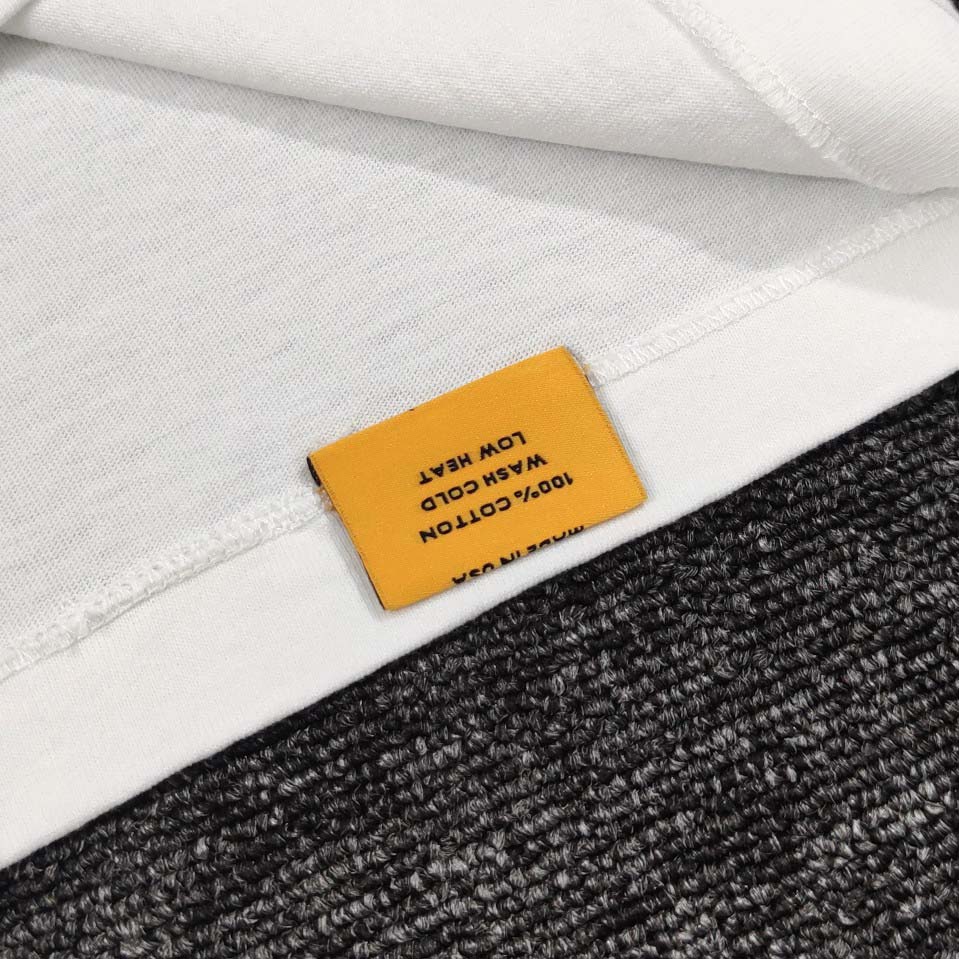 MADE IN USA
100% COTTON
WASH COLD
LOW HEAT